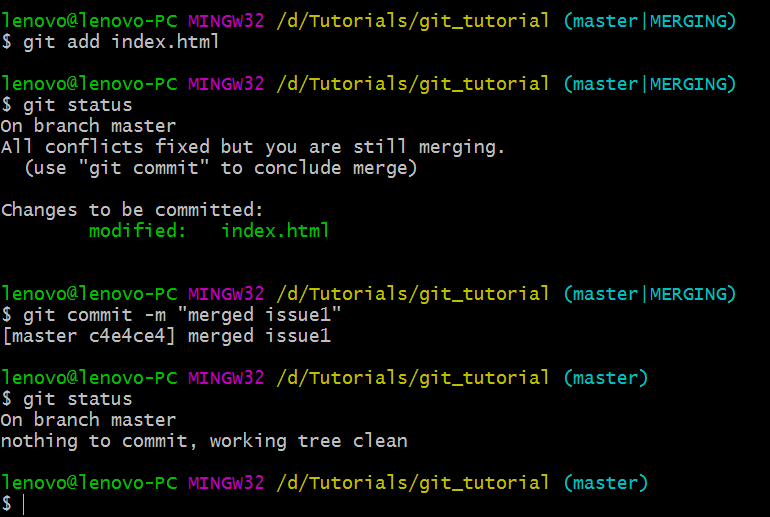 lenovo@lenovo-PC MINGW32 /d/Tutorials/git_tutorial (master|MERGING)
$ git add index.html
lenovo@lenovo-PC MINGW32 /d/Tutorials/git_tutorial (master|MERGING)
$ git status
On branch master
All conflicts fixed but you are still merging.
  (use "git commit" to conclude merge)
Changes to be committed:
        modified:   index.html
lenovo@lenovo-PC MINGW32 /d/Tutorials/git_tutorial (master|MERGING)
$ git commit -m "merged issue1"
[master c4e4ce4] merged issue1
lenovo@lenovo-PC MINGW32 /d/Tutorials/git_tutorial (master)
$ git status
On branch master
nothing to commit, working tree clean
lenovo@lenovo-PC MINGW32 /d/Tutorials/git_tutorial (master)
$